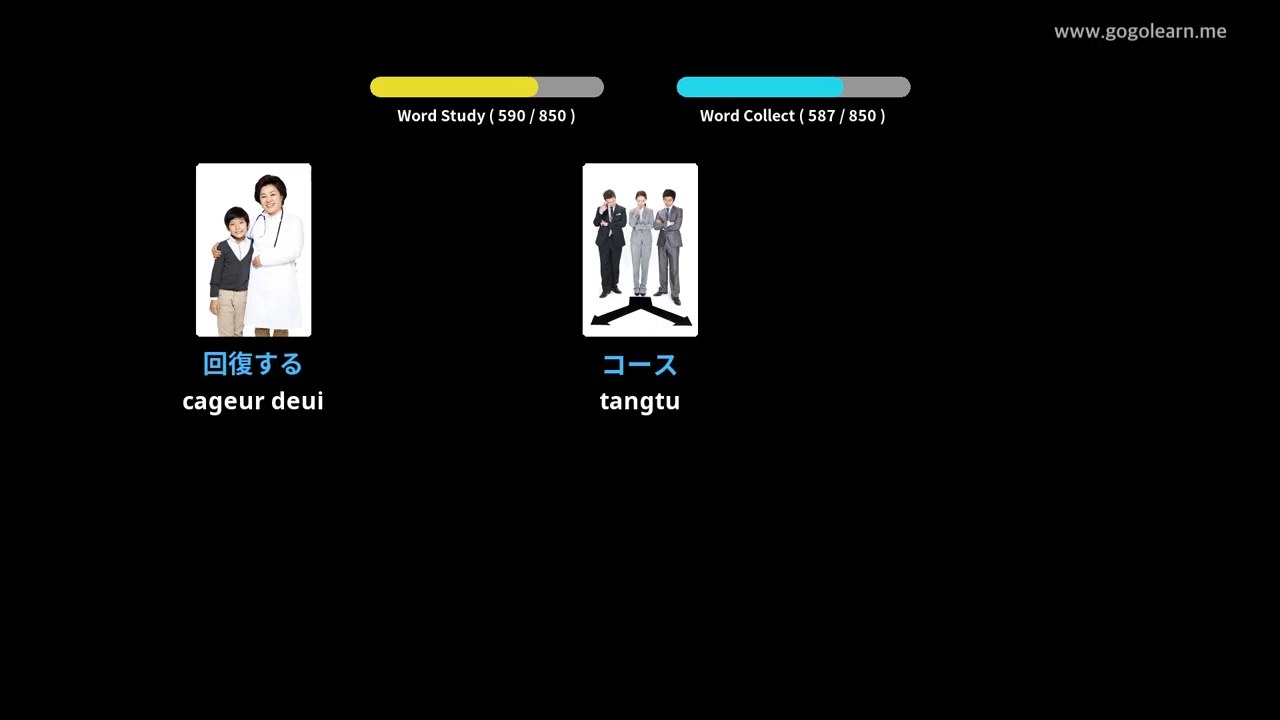 www.gogolearn.me
Word Study ( 590 / 850 )
Word Collect ( 587 / 850 )
回復する
cageur deui
コース
tangtu